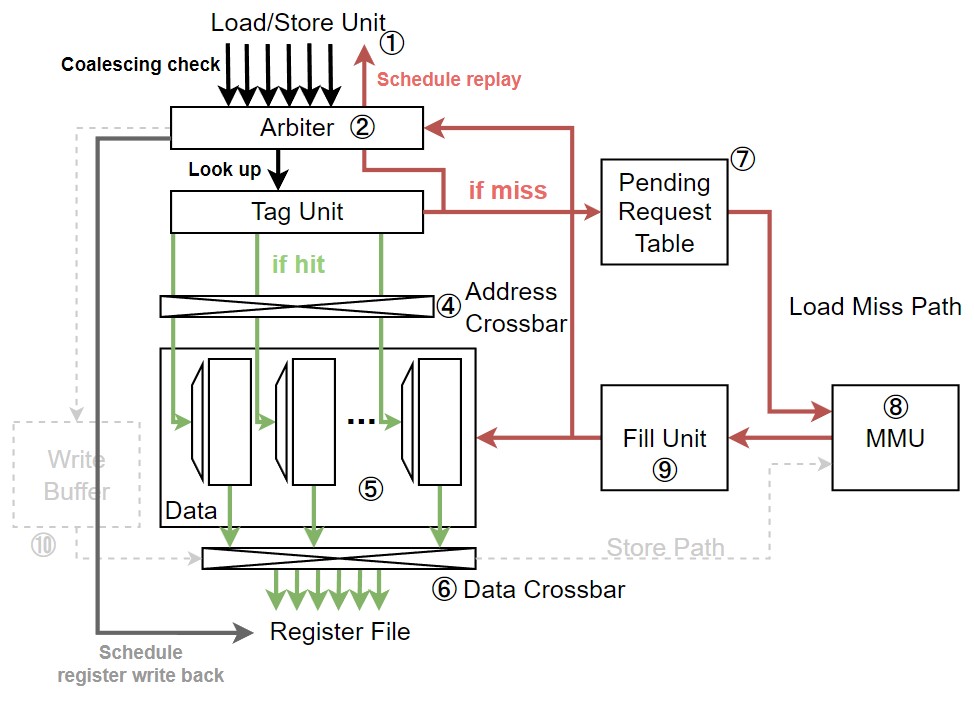 Load/Store Unit
①
Coalescing check
Schedule replay
Arbiter ②
Look up
if miss
⑦
Pending
Request
Table
Tag Unit
if hit
④ Address
Crossbar
Load Miss Path
...
⑧
MMU
Fill Unit
⑨
Write
Buffer
⑩
⑤
Data
Store Path
⑥ Data Crossbar
Register File
Schedule
register write back